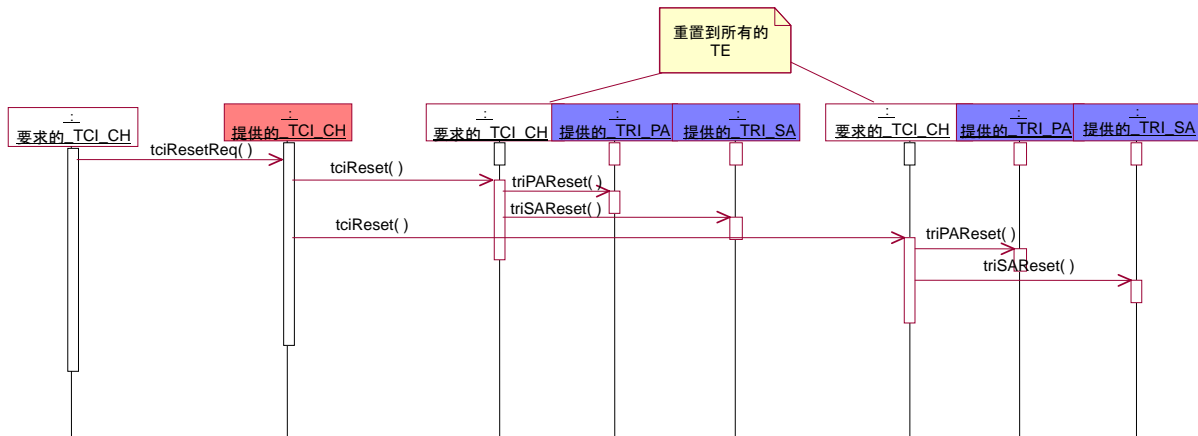 重置到所有的
TE
:
要求的_TCI_CH
:
提供的_TCI_CH
:
要求的_TCI_CH
:
提供的_TRI_PA
:
提供的_TRI_SA
:
要求的_TCI_CH
:
提供的_TRI_PA
:
提供的_TRI_SA
tciResetReq( )
tciReset( )
triPAReset( )
triSAReset( )
tciReset( )
triPAReset( )
triSAReset( )